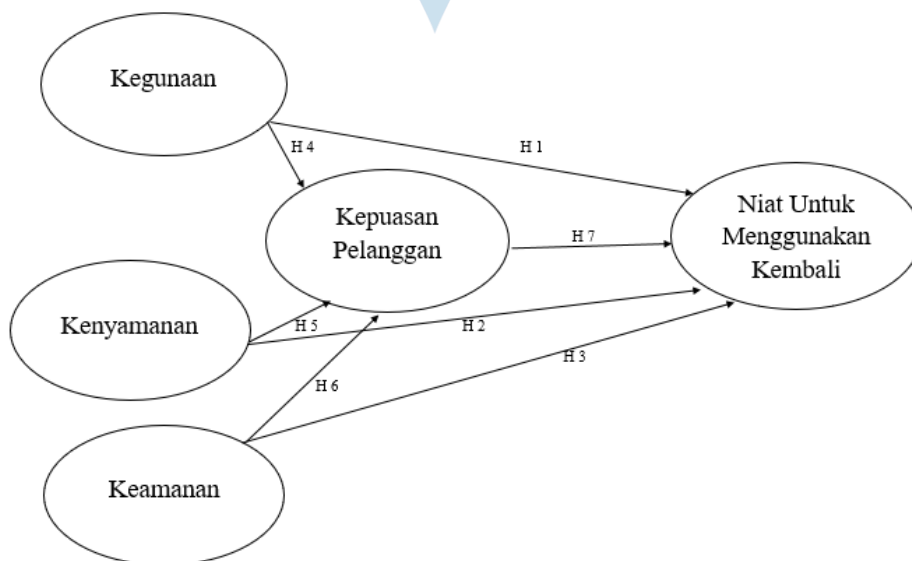 Kegunaan
H 4
H 1
Kepuasan
Pelanggan
Niat Untuk
Menggunakan
Kembali
H 7
Kenyamanan
H 5
H 2
H 3
H 6
Keamanan